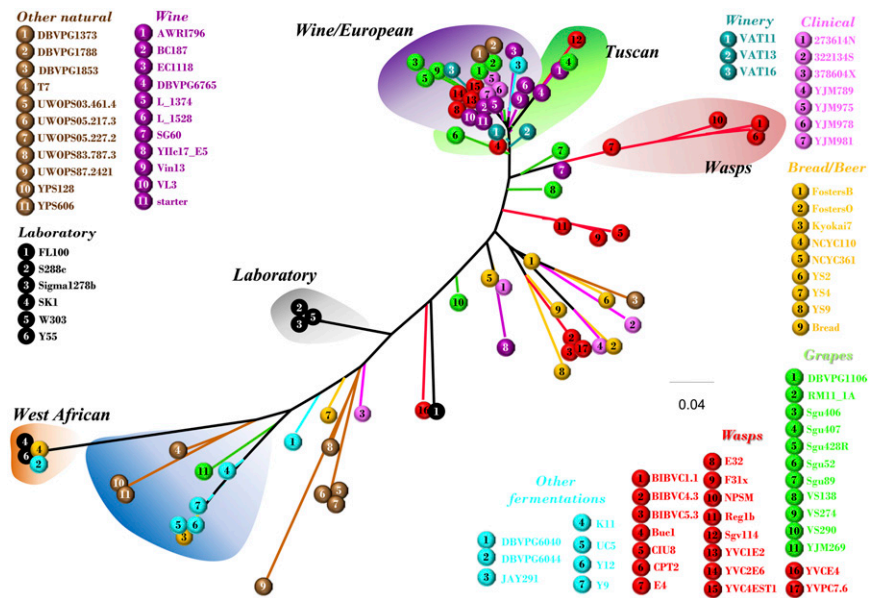 Other natural
1 DBVPG1373
2 DBVPG1788
3 DBVPG1853
4 T7
5 UWOPS03.461.4
6 UWOPS05.217.3
7 UWOPS05.227.2
8 UWOPS83.787.3
9 UWOPS87.2421
10 YPS128
11 YPS606
Wine
1 AWRI796
2 BC187
3 EC1118
4 DBVPG6765
5 L_1374
6 L_1528
7 SG60
8 YIIc17_E5
9 Vin13
10 VL3
11 starter
Laboratory
1 FL100
2 S288c
3 Sigma1278b
4 SK1
5 W303
6 Y55
Wine/European
Tuscan
Wasps
Laboratory
West African
0.04
Winery
1 VAT11
2 VAT13
3 VAT16
Clinical
1 273614N
2 322134S
3 378604X
4 YJM789
5 YJM975
6 YJM978
7 YJM981
Bread/Beer
1 FostersB
2 FostersO
3 Kyokai7
4 NCYC110
5 NCYC361
6 YS2
7 YS4
8 YS9
9 Bread
Grapes
1 DBVPG1106
2 RM11_1A
3 Sgu406
4 Sgu407
5 Sgu428R
6 Sgu52
7 Sgu89
8 VS138
9 VS274
10 VS290
11 YJM269
Wasps
1 BIBVC1.1
2 BIBVC4.3
3 BIBVC5.3
4 Buc1
5 CIU8
6 CPT2
7 E4
8 E32
9 F31x
10 NPSM
11 Reg1b
12 Sgv114
13 YVC1E2
14 YVC2E6
15 YVC4EST1
16 YVCE4
17 YVPC7.6
Other
fermentations
1 DBVPG6040
2 DBVPG6044
3 JAY291
4 K11
5 UC5
6 Y12
7 Y9